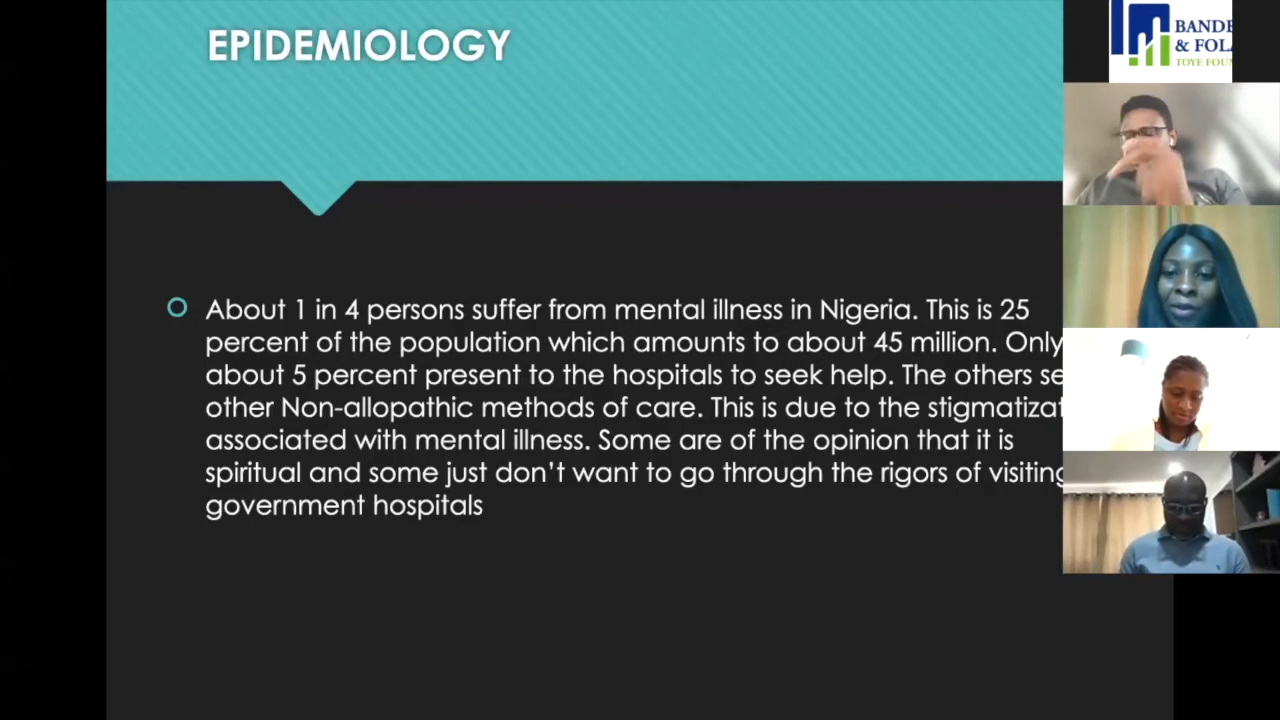 EPIDEMIOLOGY
About 1 in 4 persons suffer from mental illness in Nigeria. This is 25
percent of the population which amounts to about 45 million. Only
about 5 percent present to the hospitals to seek help. The others
other Non-allopathic methods of care. This is due to the
associated with mental illness. Some are of the opinion that it is
spiritual and some just don't want to go through the rigors of visiting
government hospitals
& 
TOYE